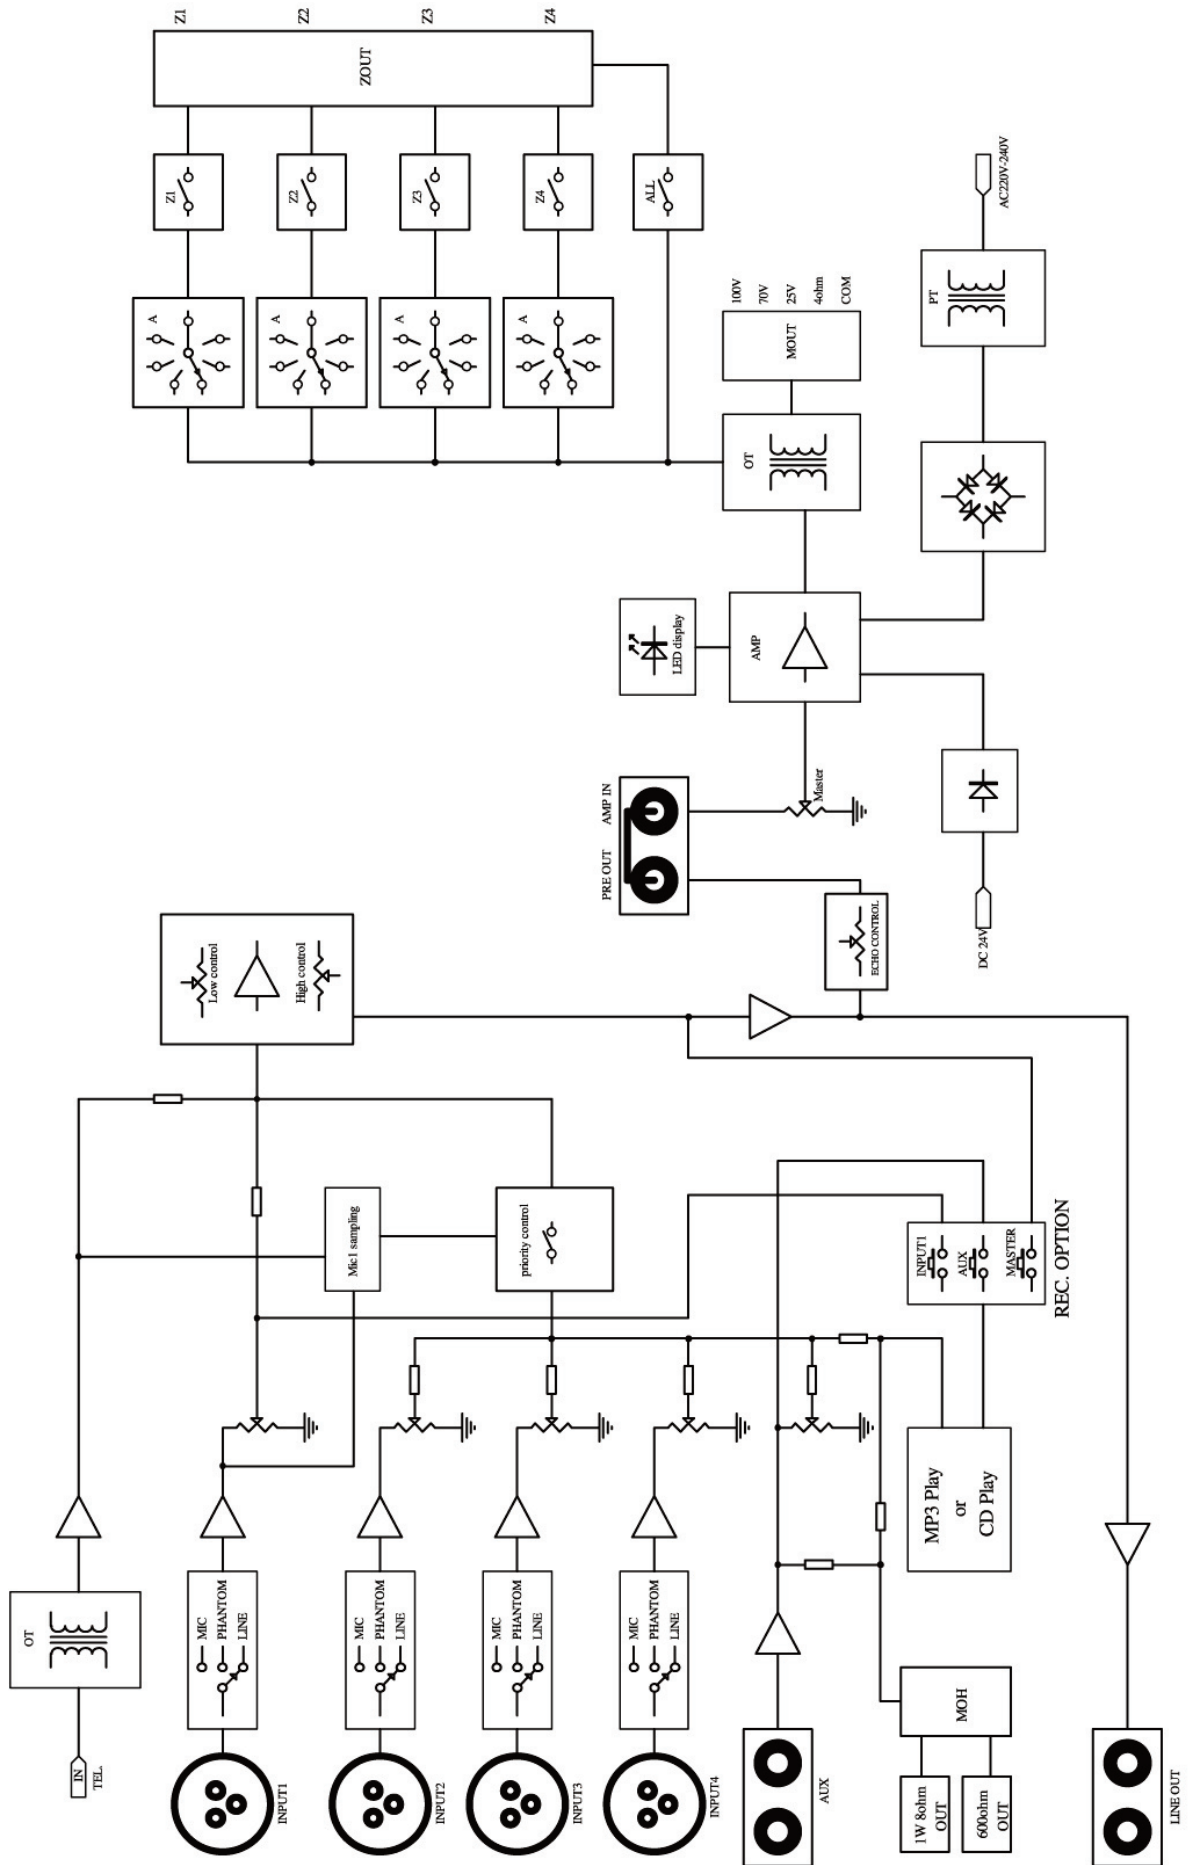 Z1
Z2
Z3
Z4
ZOUT
Z1
Z2
Z3
Z4
ALL
A
A
A
A
AC220V-240V
PT
100V
70V
25V
4ohm
COM
MOUT
OT
LED display
AMP
AMP IN
PRE OUT
Master
DC 24V
ECHO CONTROL
Low control
High control
Mic1 sampling
priority control
INPUT1
AUX
MASTER
REC. OPTION
MP3 Play
or
CD Play
OT
MIC
PHANTOM
LINE
MIC
PHANTOM
LINE
MIC
PHANTOM
LINE
MIC
PHANTOM
LINE
IN
TEL.
INPUT1
INPUT2
INPUT3
INPUT4
AUX
MOH
1W 8ohm
OUT
600ohm
OUT
LINE OUT